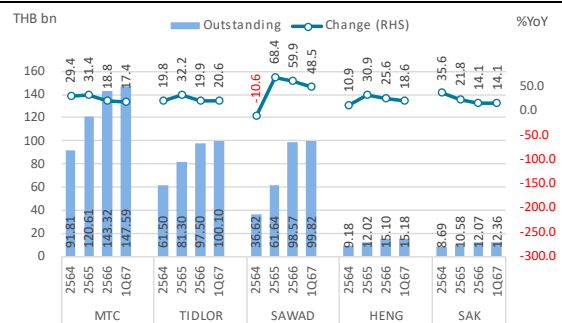 THB bn
%YoY
Outstanding
Change (RHS)
160
140
120
100
80
60
40
20
0
50.0
0.0
-50.0
-100.0
-150.0
-200.0
-250.0
-300.0
29.4 31.4 18.8 17.4
19.8 32.2 19.9 20.6
-10.6 68.4 59.9 48.5
10.9 30.9 25.6 18.6
35.6 21.8 14.1 14.1
91.81 120.61 143.32 147.59
61.50 81.30 97.50 100.10
36.62 61.64 98.57 99.82
9.18 12.02 15.10 15.18
8.69 10.58 12.07 12.36
2564 2565 2566 1Q67 2564 2565 2566 1Q67 2564 2565 2566 1Q67 2564 2565 2566 1Q67 2564 2565 2566 1Q67
MTC TIDLOR SAWAD HENG SAK